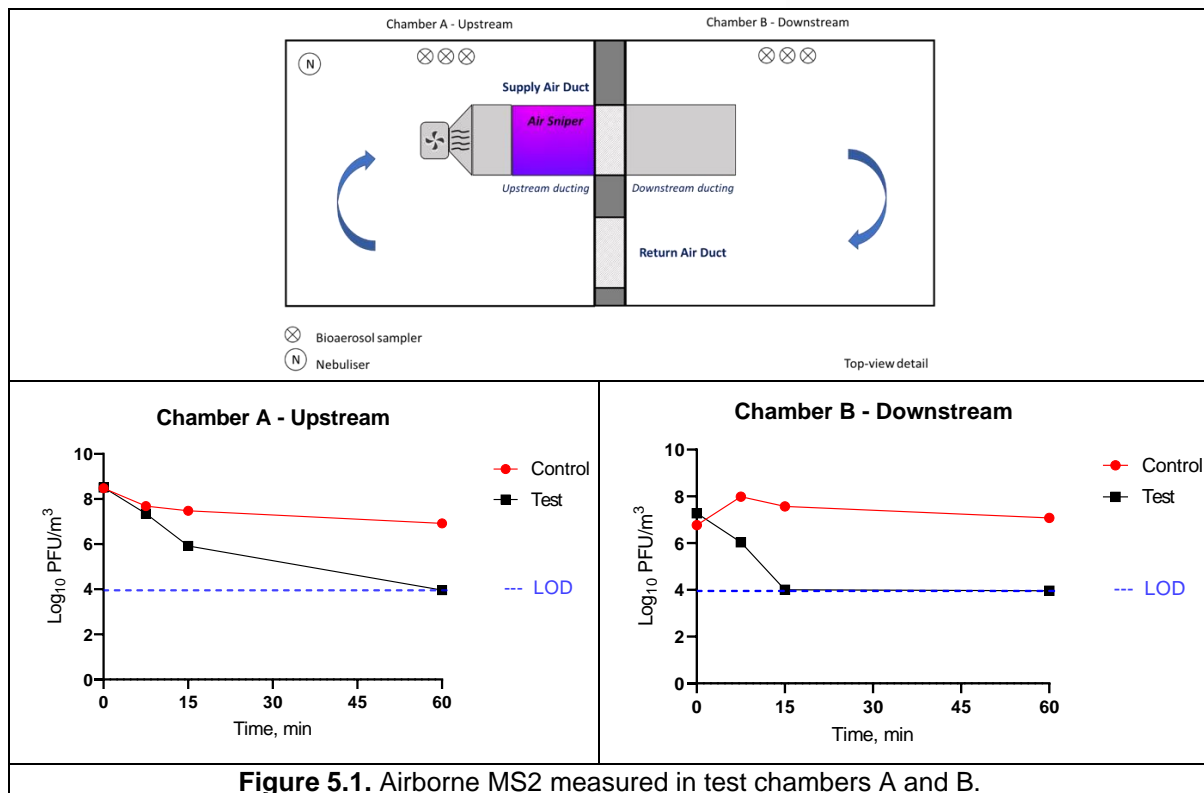 Chamber A - Upstream
Chamber B - Downstream
N
Supply Air Duct
Air Sniper
Upstream ducting
Downstream ducting
Return Air Duct
Bioaerosol sampler
N Nebuliser
Top-view detail
Chamber A - Upstream
Log10 PFU/m3
10
8
6
4
2
0
0 15 30 45 60
Time, min
Control
Test
LOD
Chamber B - Downstream
Log10 PFU/m3
10
8
6
4
2
0
0 15 30 45 60
Time, min
Control
Test
LOD
Figure 5.1. Airborne MS2 measured in test chambers A and B.